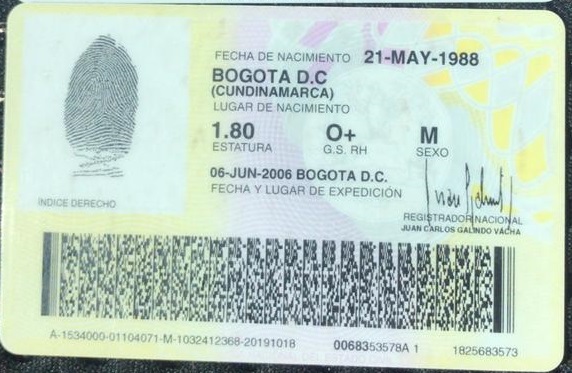 FECHA DE NACIMIENTO 21-MAY-1988
BOGOTA D.C
(CUNDINAMARCA)
LUGAR DE NACIMIENTO
1.80 O+ M
ESTATURA G.S. RH SEXO
06-JUN-2006 BOGOTA D.C.
FECHA Y LUGAR DE EXPEDICIÓN
INDICE DERECHO
REGISTRADOR NACIONAL
JUAN CARLOS GALINDO VÁCHA
A-1534000-01104071-M-1032412368-20191018 0068353578A 1 1825683573